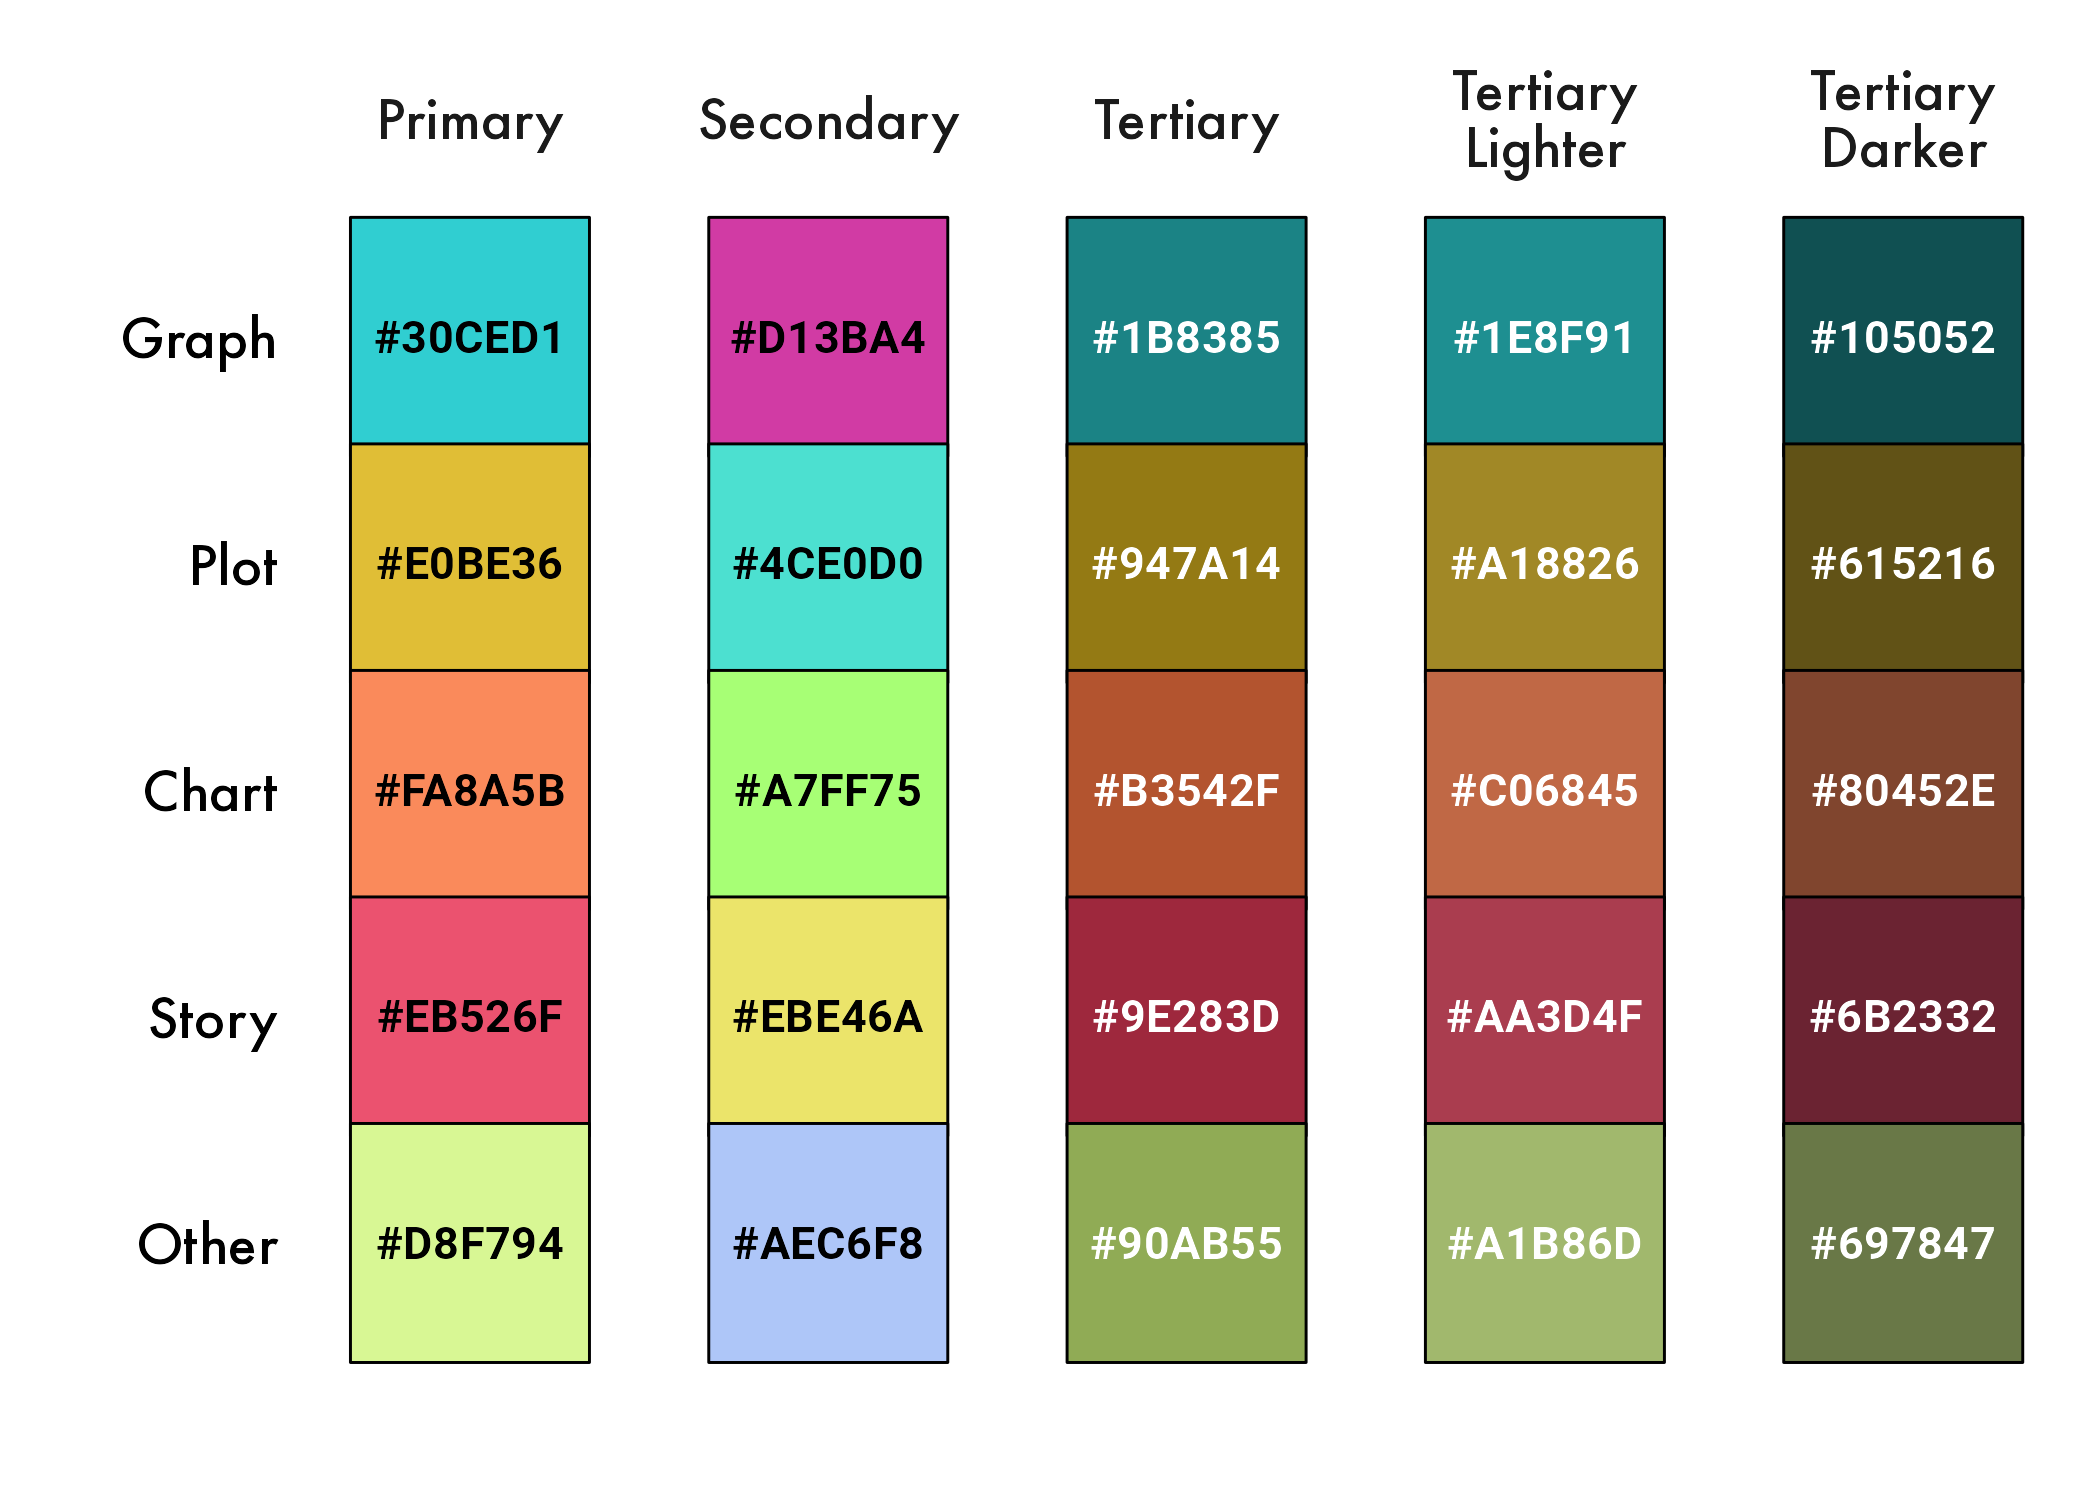 Primary Secondary Tertiary Tertiary Lighter Tertiary Darker
Graph #30CED1 #D13BA4 #1B8385 #1E8F91 #105052
Plot #E0BE36 #4CE0D0 #947A14 #A18826 #615216
Chart #FA8A5B #A7FF75 #B3542F #C06845 #80452E
Story #EB526F #EBE46A #9E283D #AA3D4F #6B2332
Other #D8F794 #AEC6F8 #90AB55 #A1B86D #697847